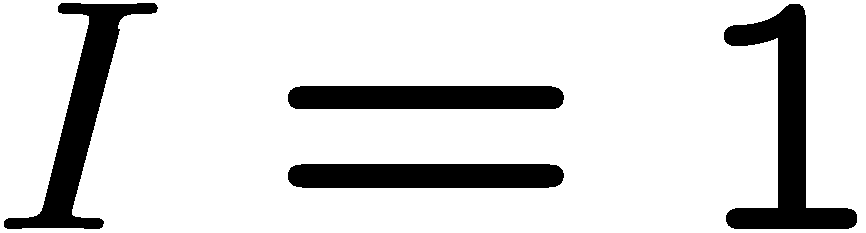 I = 1